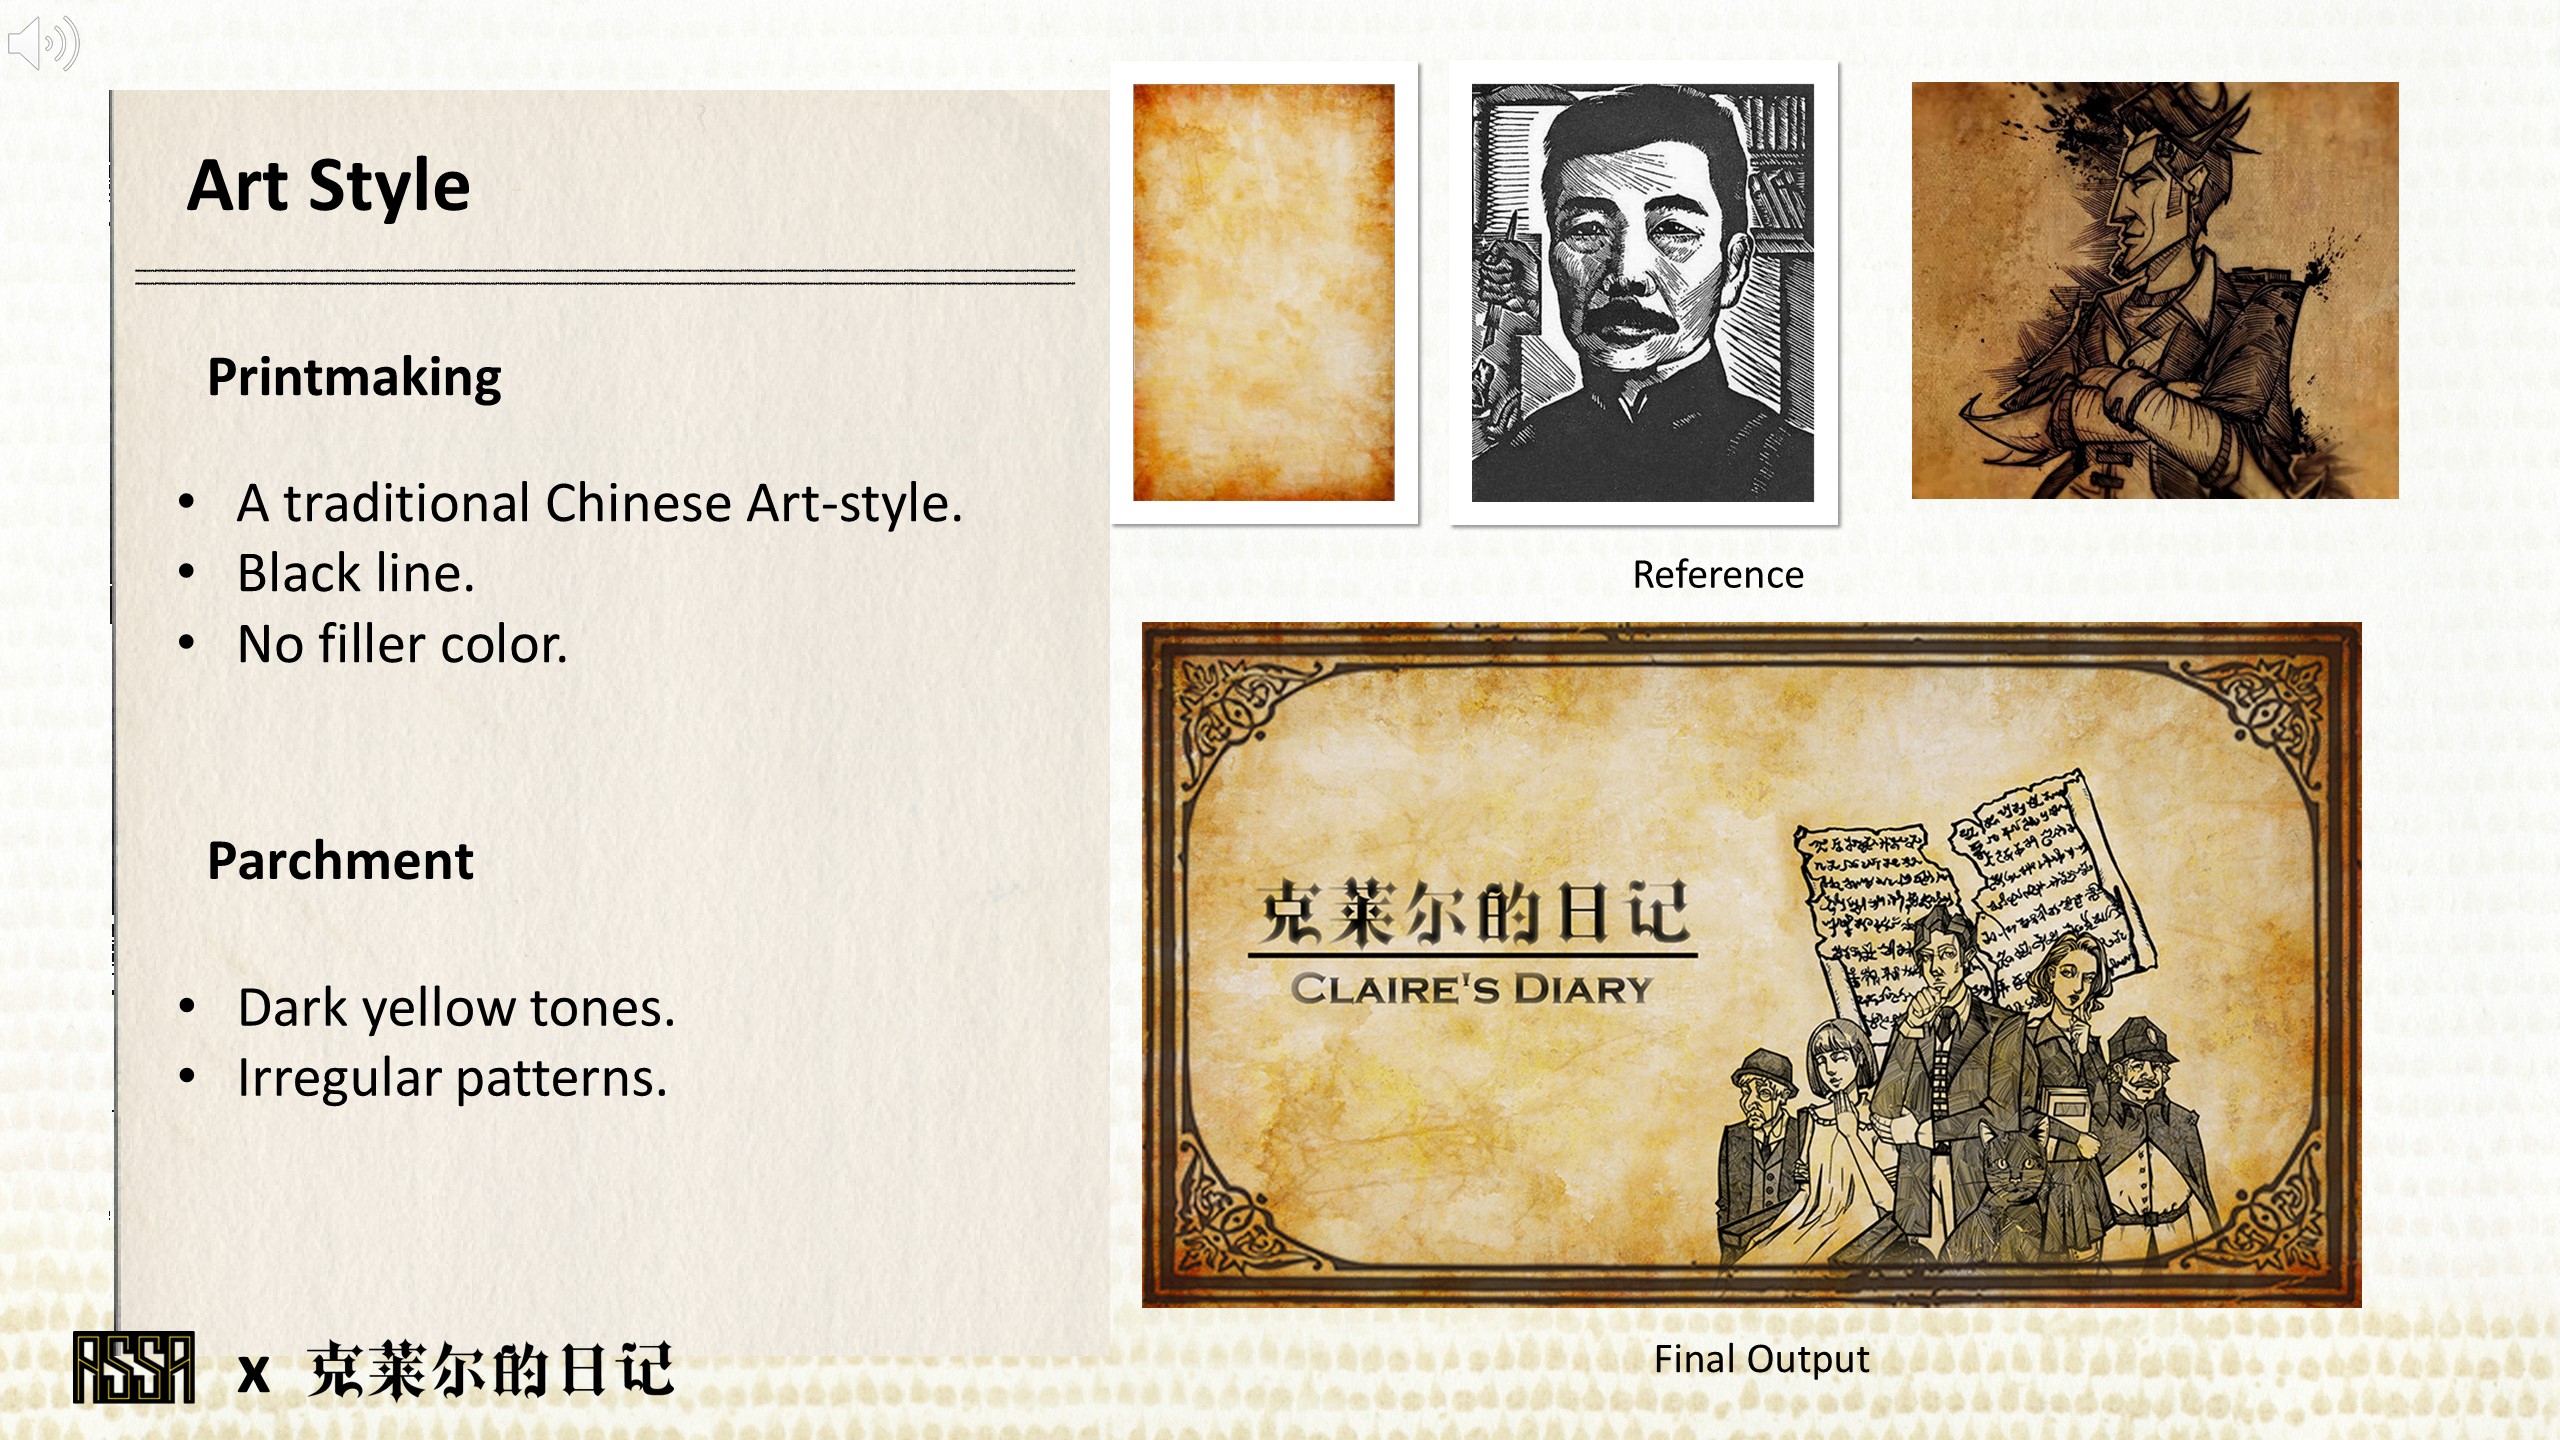 Art Style
Printmaking
• A traditional Chinese Art-style.
• Black line.
• No filler color.
Parchment
• Dark yellow tones.
• Irregular patterns.
Reference
克莱尔的日记
CLAIRE'S DIARY
Final Output
ASSA x 克莱尔的日记